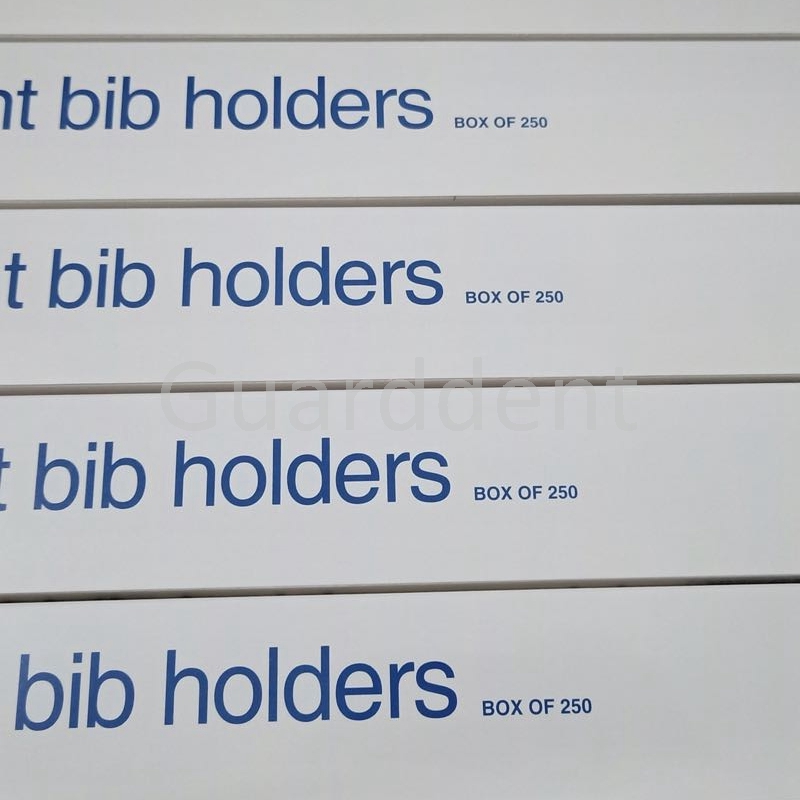 nt bib holders BOX OF 250
t bib holders BOX OF 250
Guarddent
t bib holders BOX OF 250
bib holders BOX OF 250